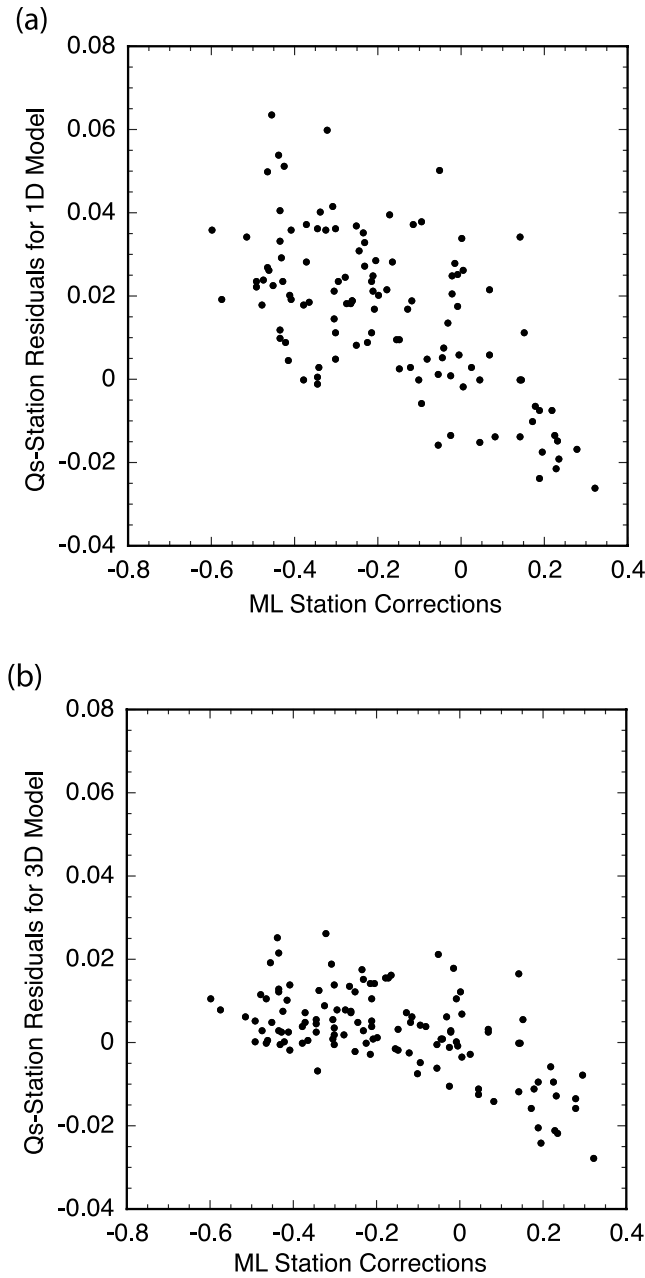 (a)
Qs-Station Residuals for 1D Model
0.08
0.06
0.04
0.02
0
-0.02
-0.04
-0.8 -0.6 -0.4 -0.2 0 0.2 0.4
ML Station Corrections
(b)
Qs-Station Residuals for 3D Model
0.08
0.06
0.04
0.02
0
-0.02
-0.04
-0.8 -0.6 -0.4 -0.2 0 0.2 0.4
ML Station Corrections